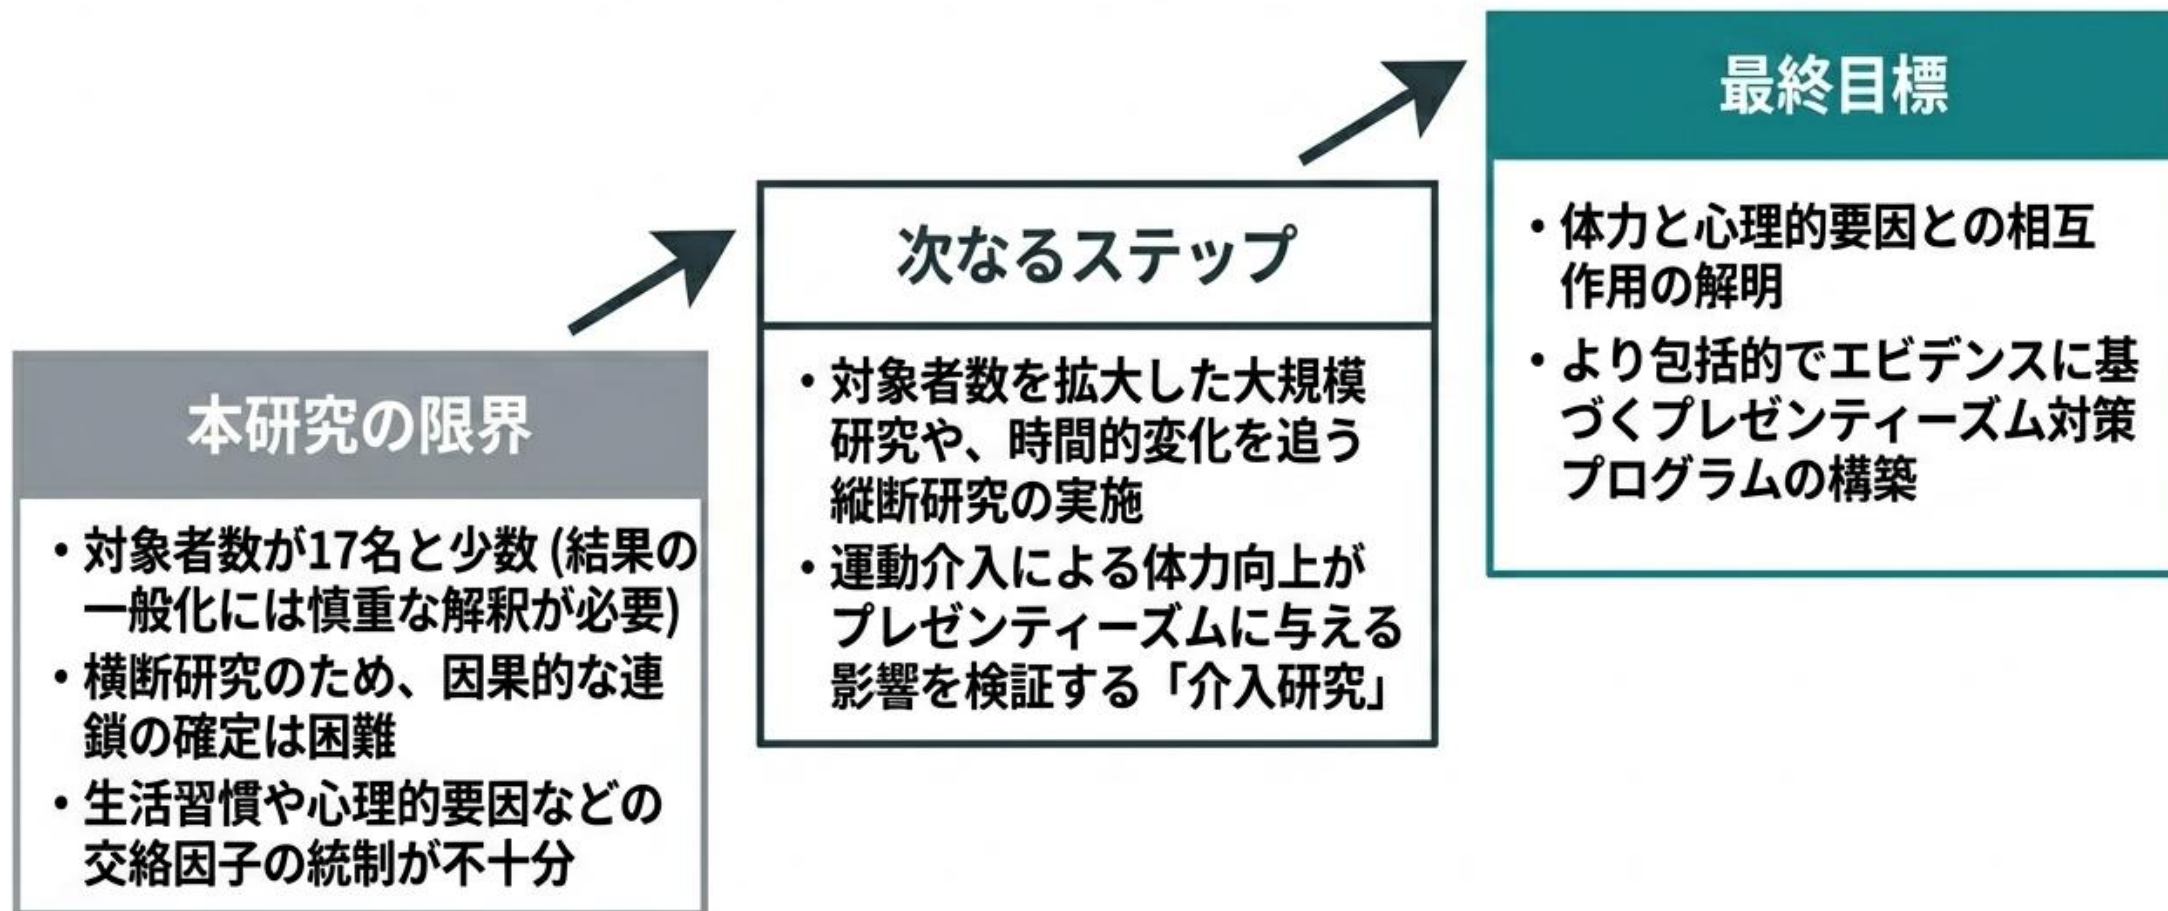 本研究の限界
・対象者数が17名と少数 (結果の
一般化には慎重な解釈が必要)
・横断研究のため、因果的な連
鎖の確定は困難
・生活習慣や心理的要因などの
交絡因子の統制が不十分
次なるステップ
・対象者数を拡大した大規模
研究や、時間的変化を追う
縦断研究の実施
・運動介入による体力向上が
プレゼンティーズムに与える
影響を検証する「介入研究」
最終目標
・体力と心理的要因との相互
作用の解明
・より包括的でエビデンスに基
づくプレゼンティーズム対策
プログラムの構築